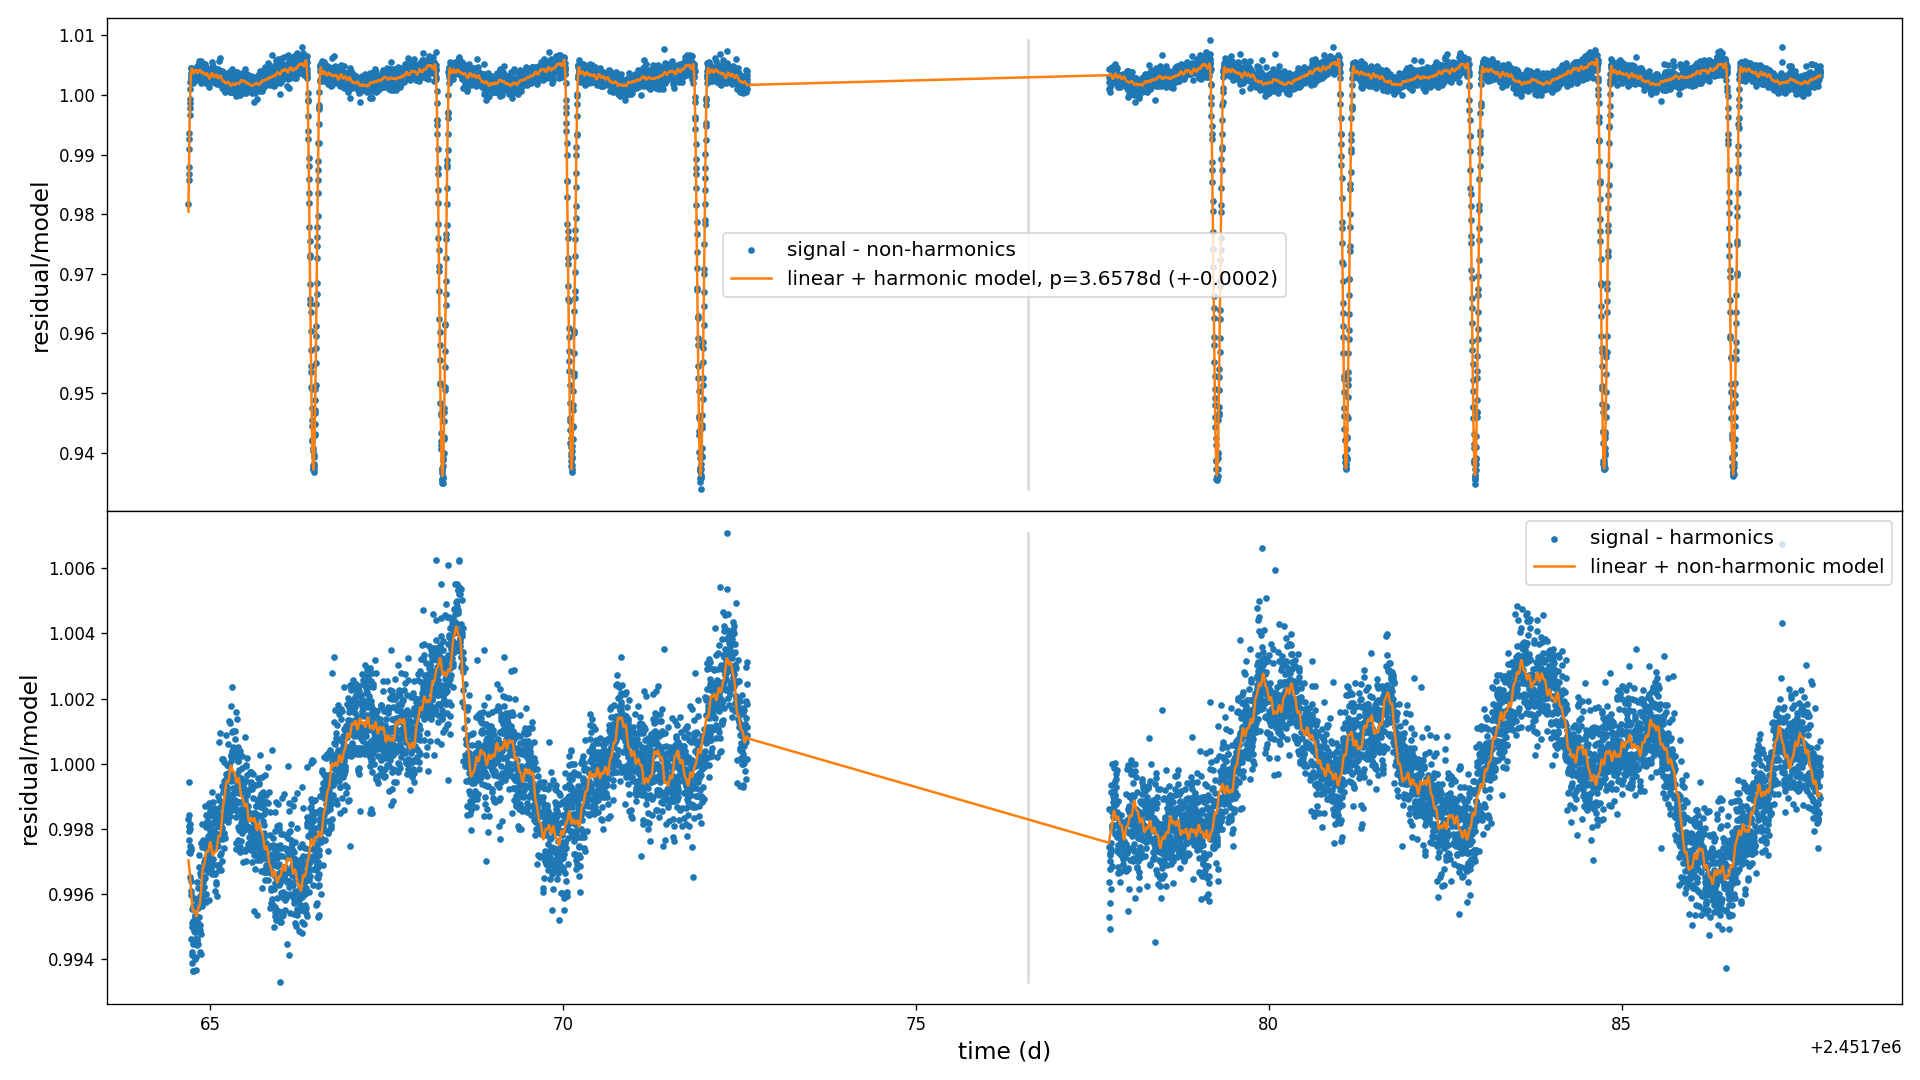 1.01
1.00
0.99
0.98
0.97
0.96
0.95
0.94
residual/model
signal - non-harmonics
linear + harmonic model, p=3.6578d (+-0.0002)
1.006
1.004
1.002
1.000
0.998
0.996
0.994
residual/model
signal - harmonics
linear + non-harmonic model
65 70 75 80 85
time (d)
+2.4517e6